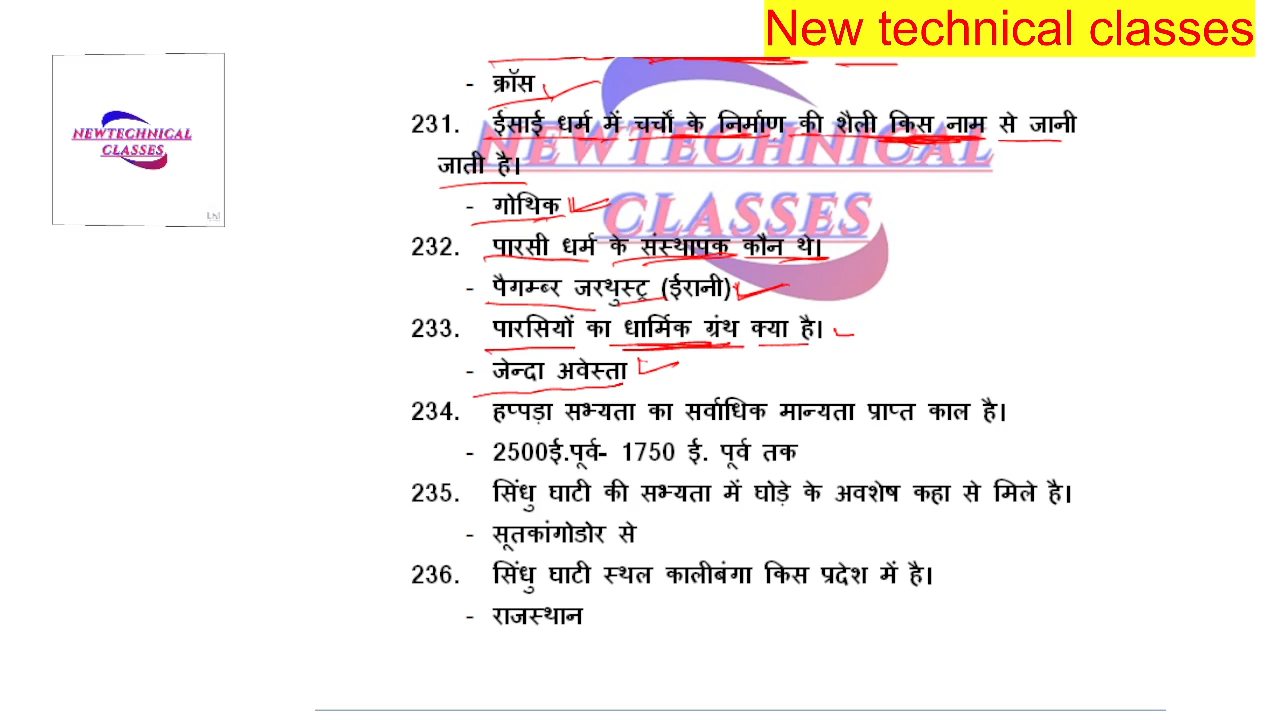 New technical classes
NEWTECHNICAL
CLASSES
NEWTECHNICAL
CLASSES
- क्रॉस
231. ईसाई धर्म में चर्चो के निर्माण की शैली किस नाम से जानी
जाती है।
- गोथिक
232. पारसी धर्म के संस्थापक कौन थे।
- पैगम्ब्र जरथुस्ट्र (ईरानी)
233. पारसियों का धार्मिक ग्रंथ क्या है।
- जेन्दा अवेस्ता
234. हप्पड़ा सभ्यता का सर्वाधिक मान्यता प्राप्त काल है।
- 2500ई.पूर्व- 1750 ई. पूर्व तक
235. सिंधु घाटी की सभ्यता में घोड़े के अवशेष कहा से मिले है।
- सूतकांगोडोर से
236. सिंधु घाटी स्थल कालीबंगा किस प्रदेश में है।
- राजस्थान